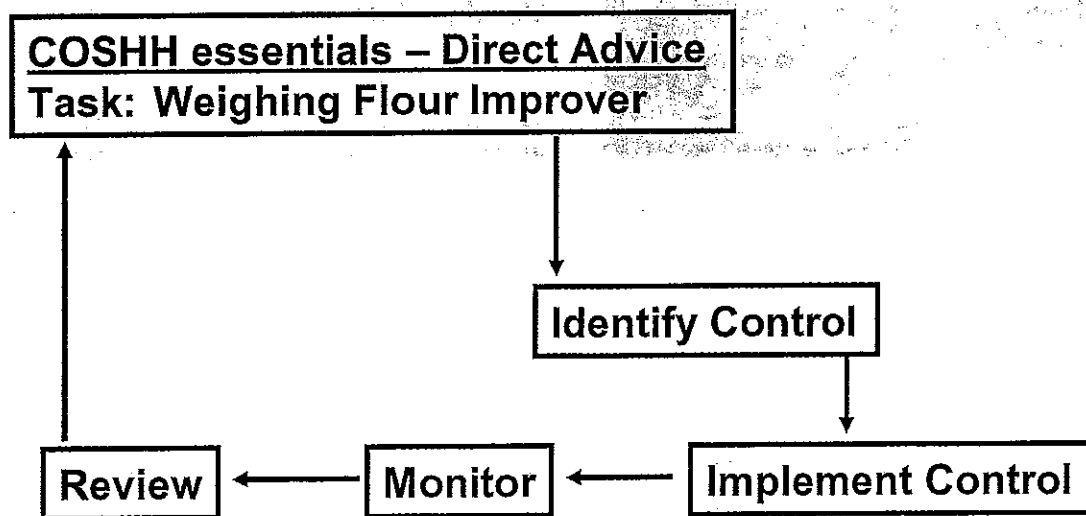 COSHH essentials – Direct Advice
Task: Weighing Flour Improver
Identify Control
Implement Control
Monitor
Review